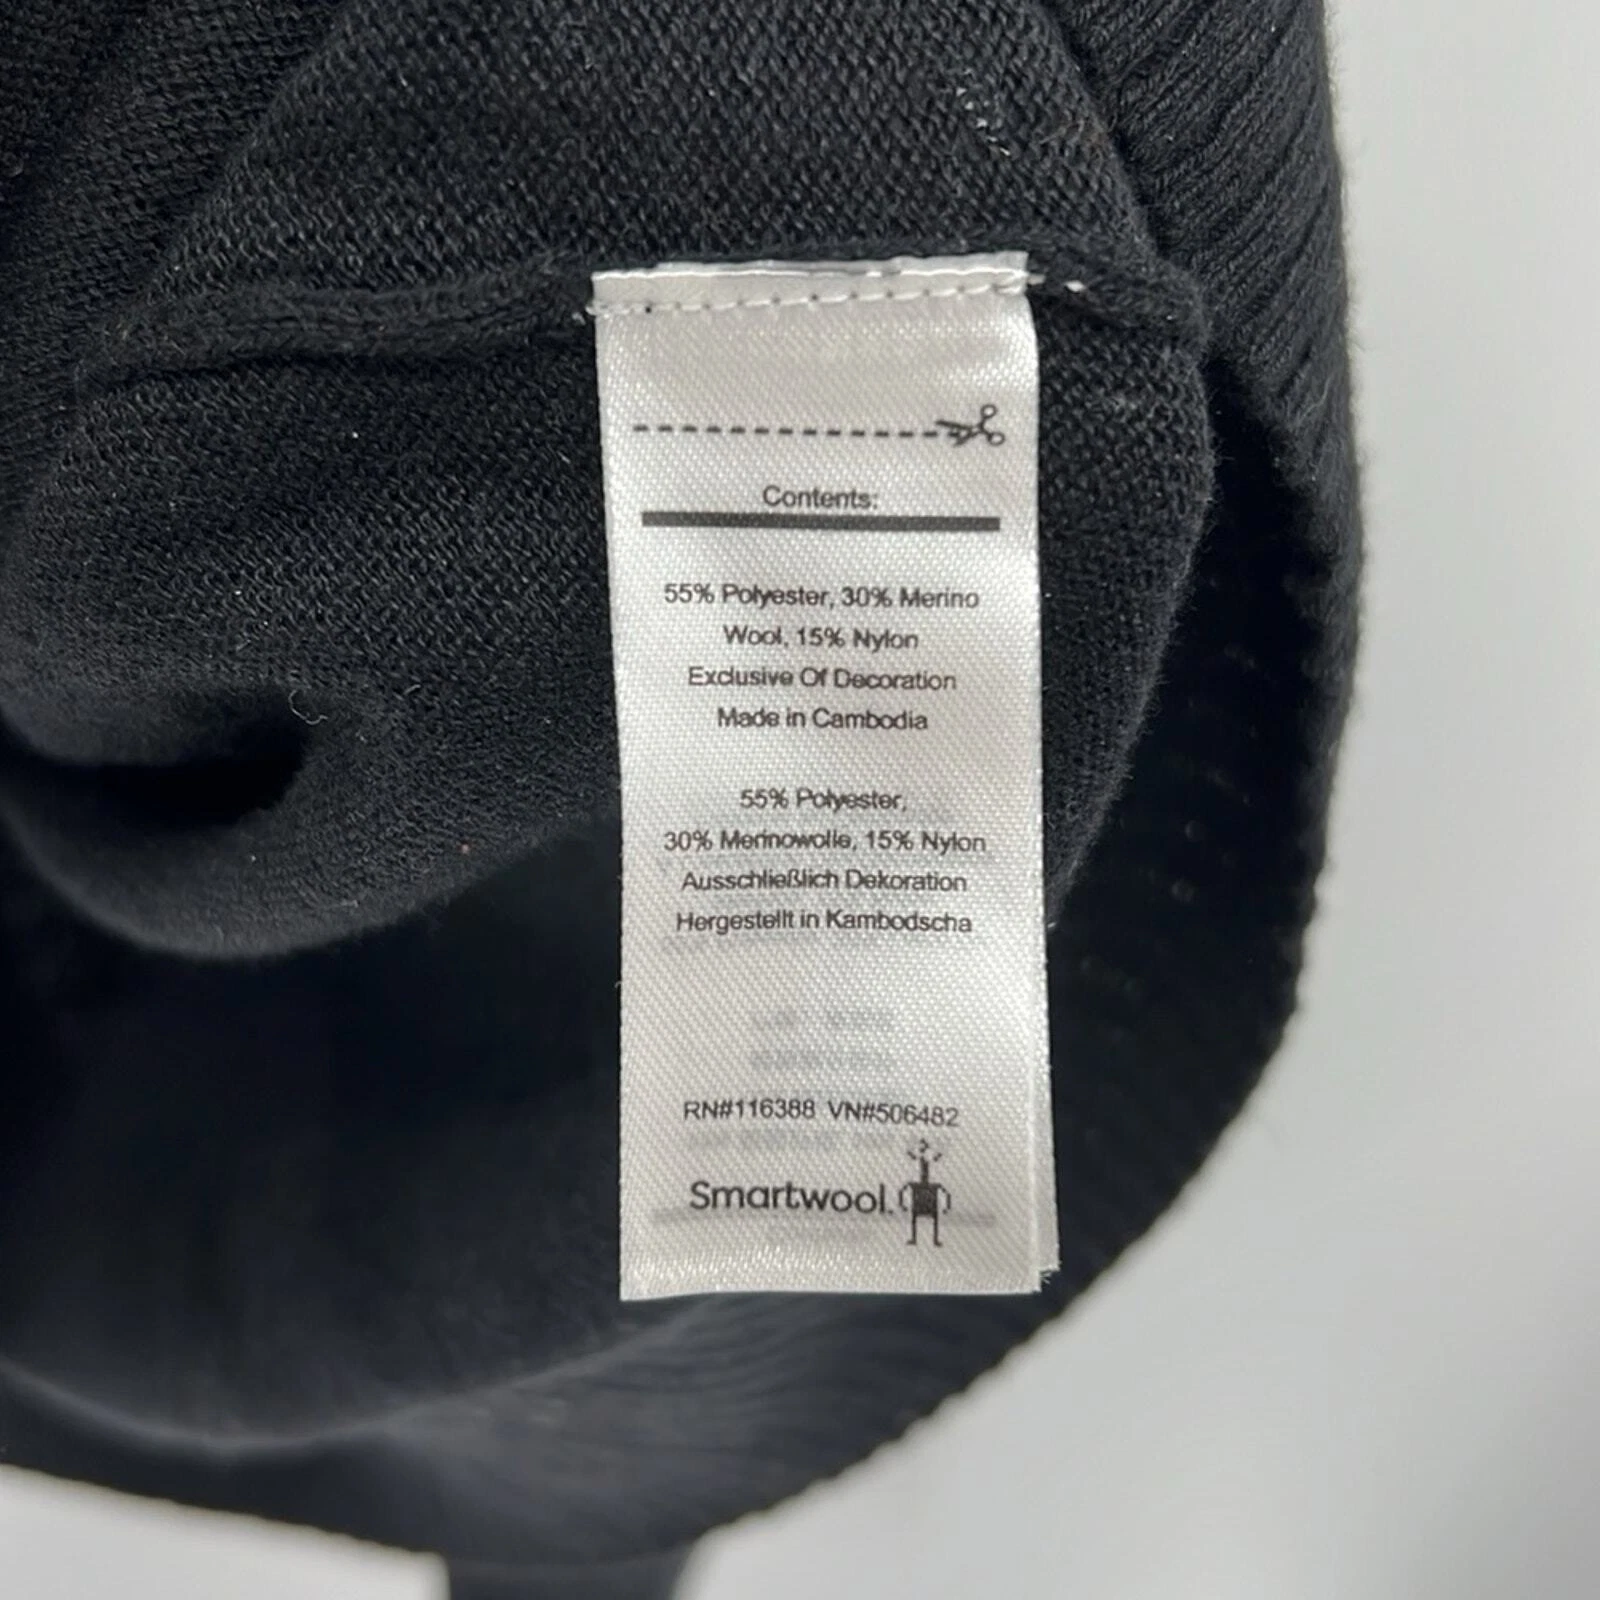 Contents:
55% Polyester, 30% Merino
Wool, 15% Nylon
Exclusive Of Decoration
Made in Cambodia
55% Polyester,
30% Merinowolle, 15% Nylon
Ausschließlich Dekoration
Hergestellt in Kambodscha
RN#116388 VN#506482
Smartwool.